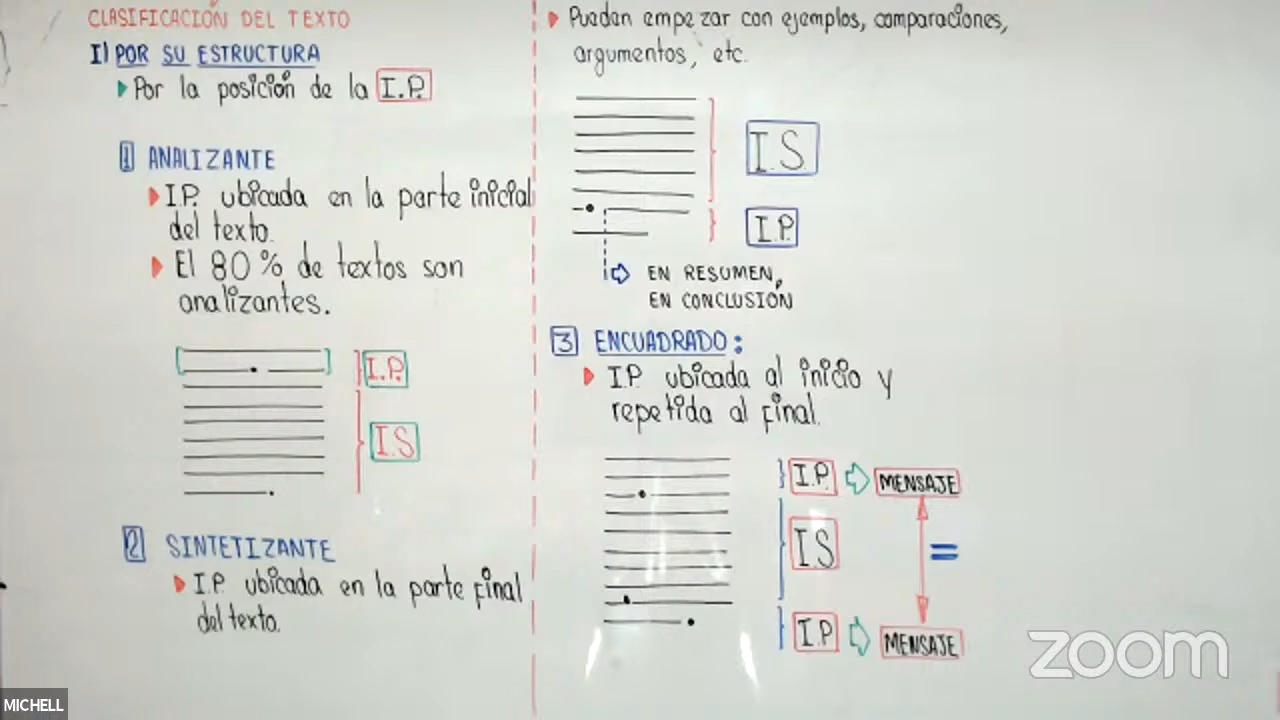 CLASIFICACIÓN DEL TEXTO
I) POR SU ESTRUCTURA
Por la posición de la I.P.
1 ANALIZANTE
I.P. ubicada en la parte inicial
del texto.
El 80 % de textos son
analizantes.
I.P.
I.S
2 SINTETIZANTE
I.P. ubicada en la parte final
del texto.
Pueden empezar con ejemplos, comparaciones,
argumentos, etc.
I.S.
I.P.
EN RESUMEN,
EN CONCLUSIÓN
3 ENCUADRADO:
I.P ubicada al inicio y
repetida al final.
I.P. MENSAJE
I.S
=
I.P MENSAJE
zoom
MICHELL